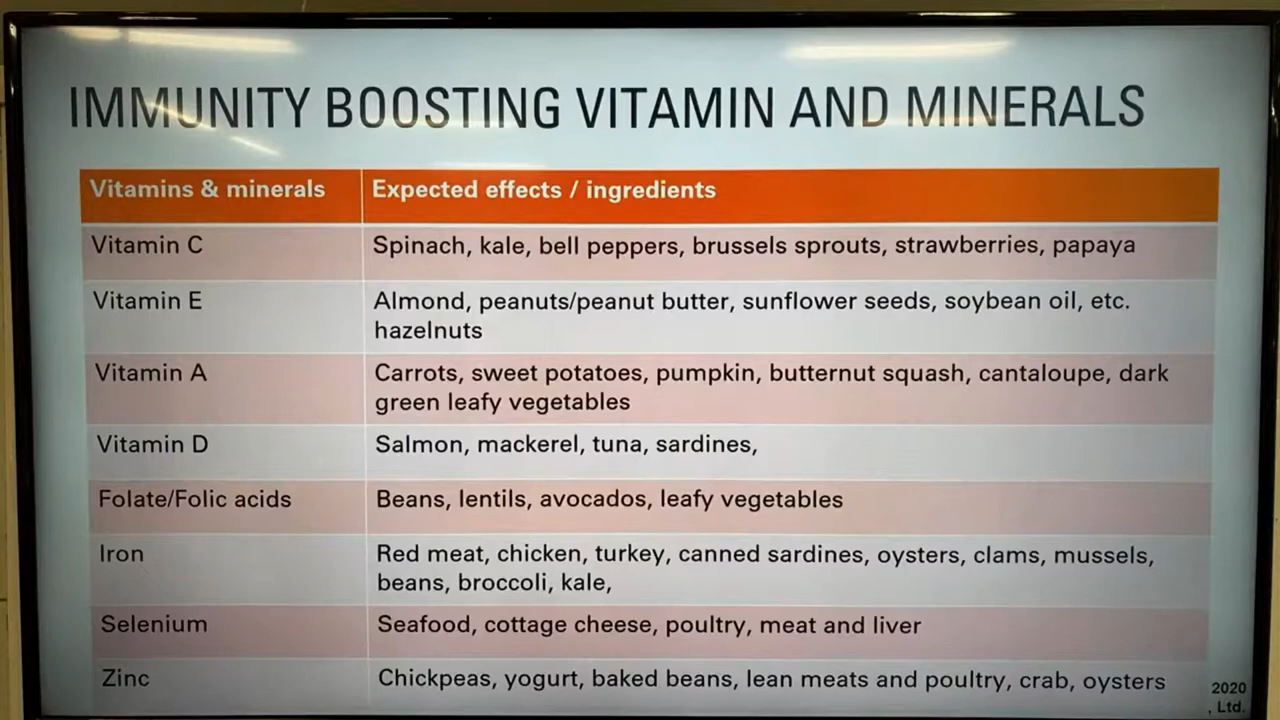 IMMUNITY BOOSTING VITAMIN AND MINERALS
Vitamins & minerals Expected effects / ingredients
Vitamin C Spinach, kale, bell peppers, brussels sprouts, strawberries, papaya
Vitamin E Almond, peanuts/peanut butter, sunflower seeds, soybean oil, etc.
hazelnuts
Vitamin A Carrots, sweet potatoes, pumpkin, butternut squash, cantaloupe, dark
green leafy vegetables
Vitamin D Salmon, mackerel, tuna, sardines,
Folate/Folic acids Beans, lentils, avocados, leafy vegetables
Iron Red meat, chicken, turkey, canned sardines, oysters, clams, mussels,
beans, broccoli, kale,
Selenium Seafood, cottage cheese, poultry, meat and liver
Zinc Chickpeas, yogurt, baked beans, lean meats and poultry, crab, oysters
2020
, Ltd.